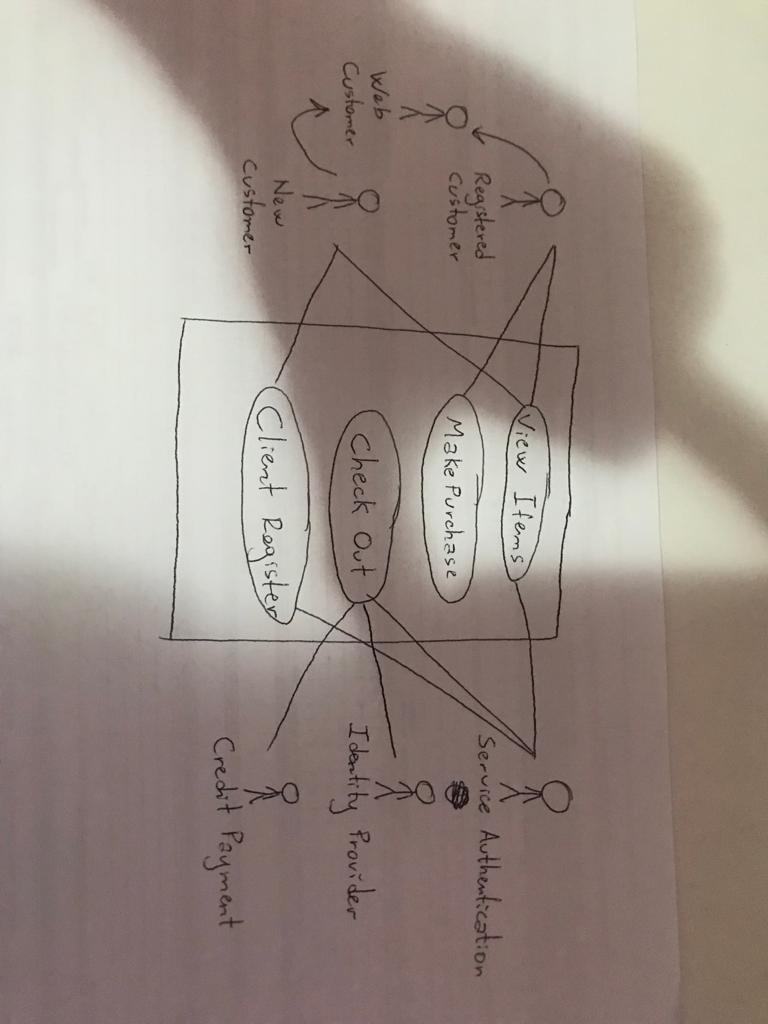 Registered
Customer
Web
Customer
New
Customer
View Items
Make Purchase
Check Out
Client Register
Service Authentication
Identity Provider
Credit Payment